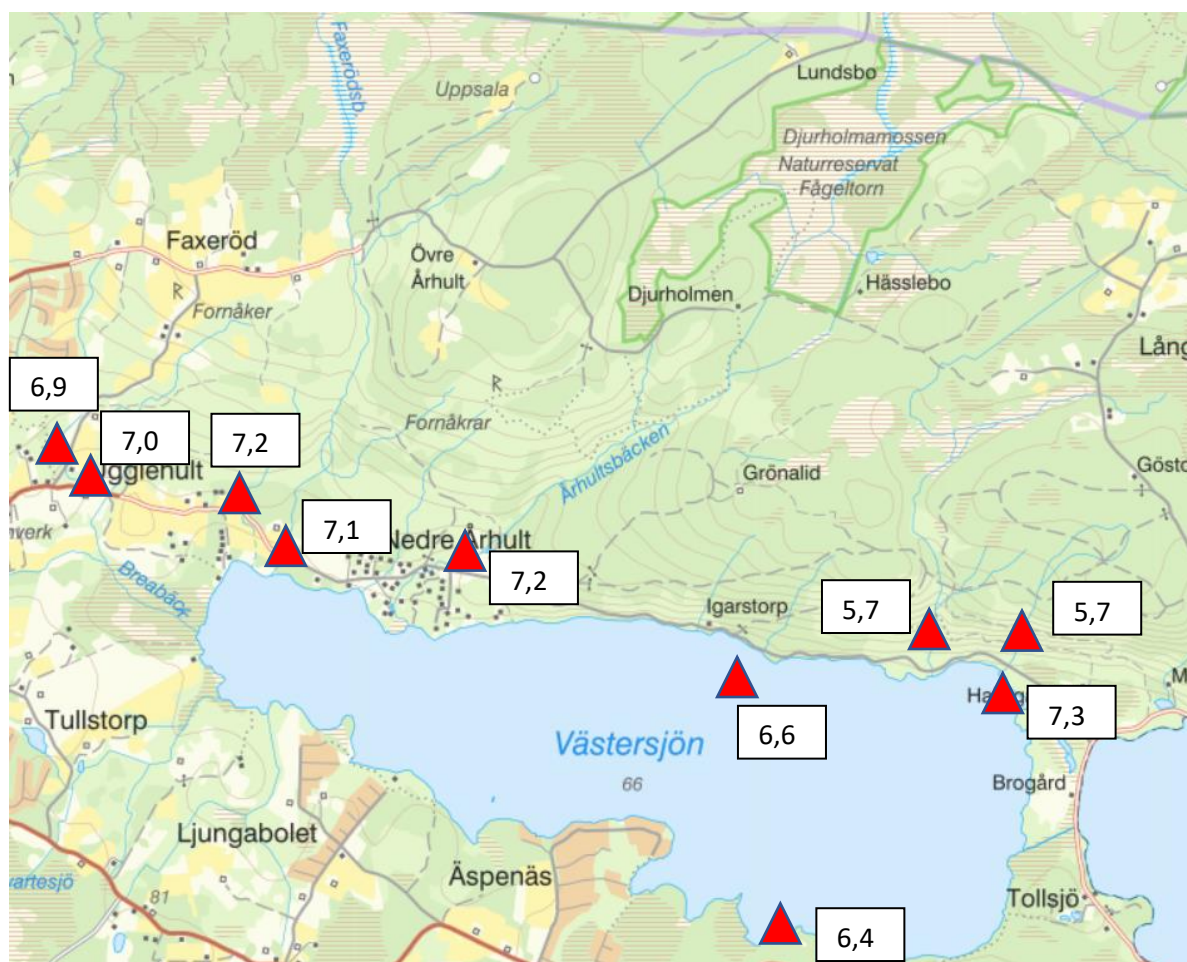 Faxerödsb.
Uppsala
Lundsbo
Djurholmamossen
Naturreservat
Fågeltorn
Faxeröd
Övre
Århult
Djurholmen
Hässlebo
R
Fornåker
Lång
6,9
R
Fornåkrar
7,0
7,2
Århultsbäcken
Grönalid
Gösto
7,1
Nedre Århult
7,2
Breabäck
Igarstorp
5,7
5,7
Tullstorp
6,6
7,3
M
Västersjön
66
Brogård
Ljungabolet
Äspenäs
81
Tollsjö
6,4